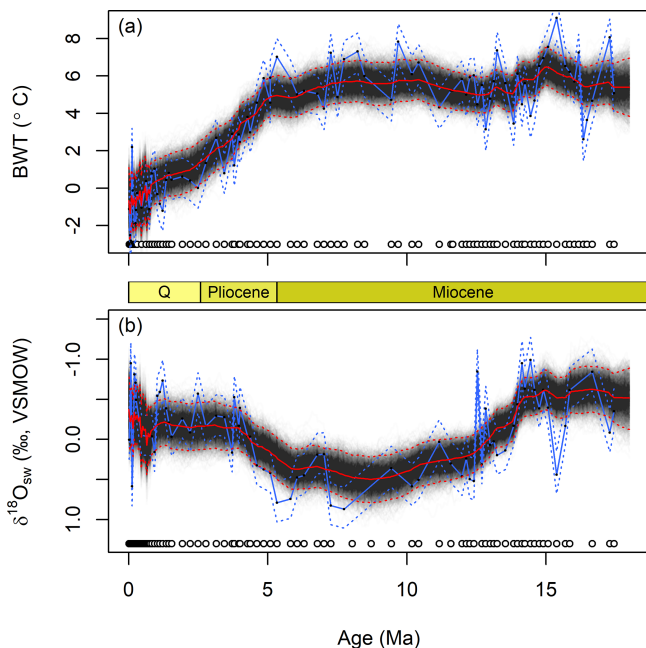 (a)
8
6
4
2
0
-2
BWT (° C)
Q Pliocene Miocene
(b)
-1.0
0.0
1.0
δ18Osw (‰, VSMOW)
0 5 10 15
Age (Ma)